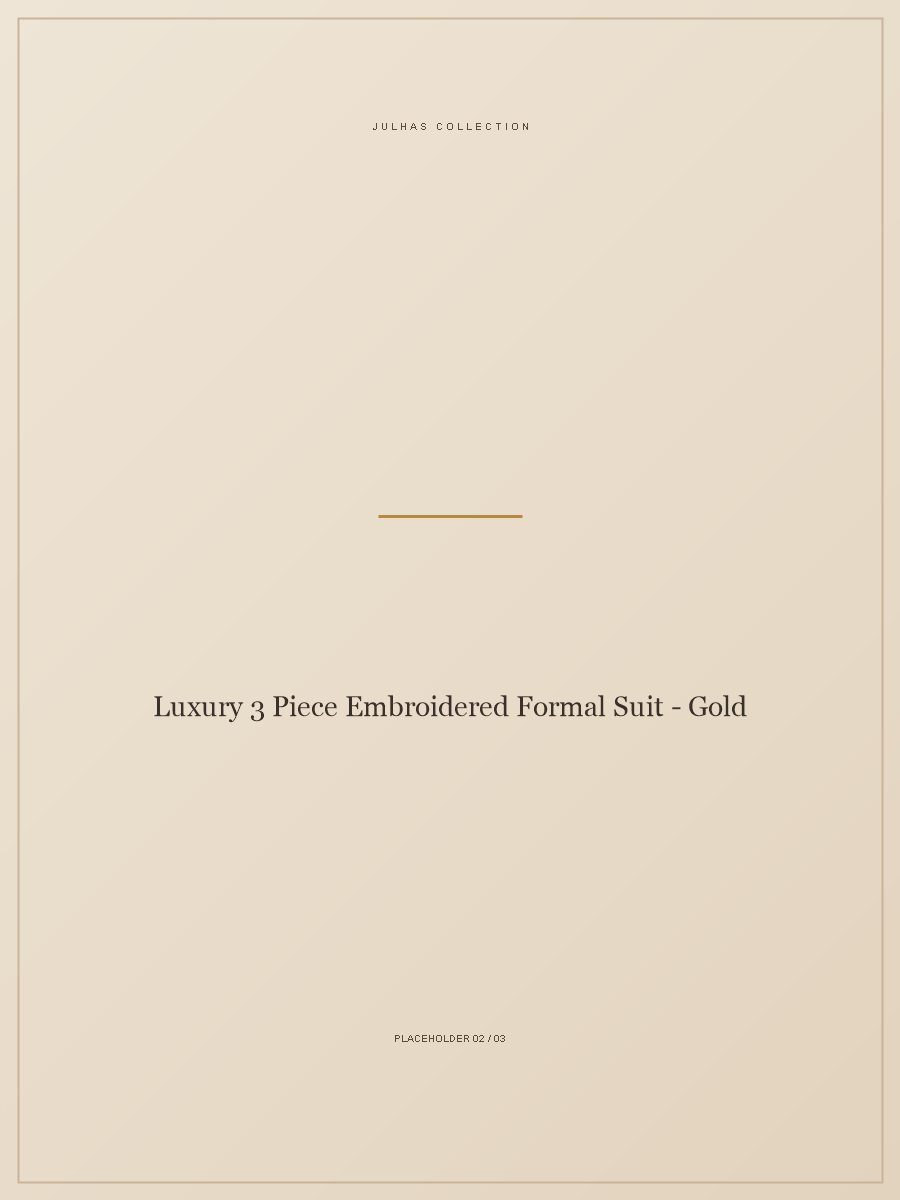 JULHAS COLLECTION
Luxury 3 Piece Embroidered Formal Suit - Gold
PLACEHOLDER 02 / 03